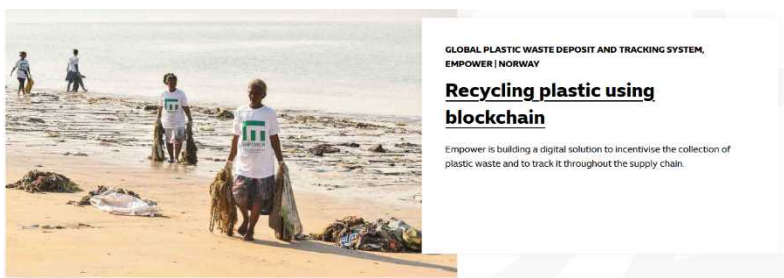 GLOBAL PLASTIC WASTE DEPOSIT AND TRACKING SYSTEM,
EMPOWER | NORWAY
Recycling plastic using
blockchain
Empower is building a digital solution to incentivise the collection of
plastic waste and to track it throughout the supply chain.